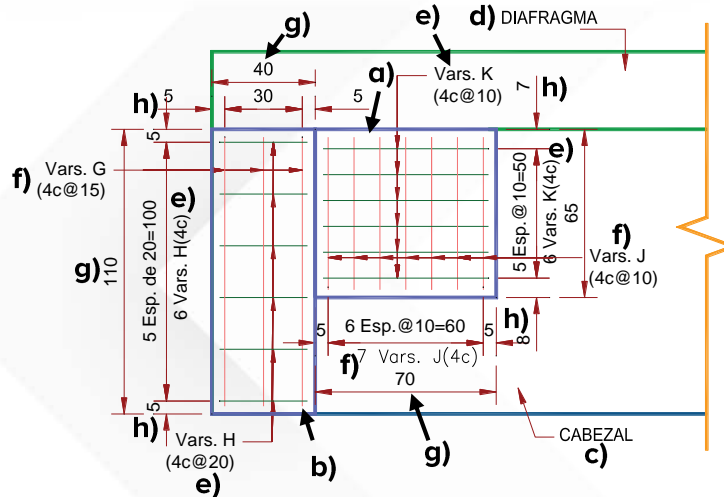 g)
e)
d) DIAFRAGMA
40
a)
Vars. K
(4c@10)
h)
5
30
5
7
h)
5
f) Vars. G
(4c@15)
e)
5 Esp. de 20=100
6 Vars. H(4c)
g)
110
e)
5 Esp.@10=50
6 Vars. K(4c)
65
f)
Vars. J
(4c@10)
5
6 Esp.@10=60
5
h)
8
f)
7 Vars. J(4c)
70
5
h)
Vars. H
(4c@20)
e)
b)
g)
CABEZAL
c)